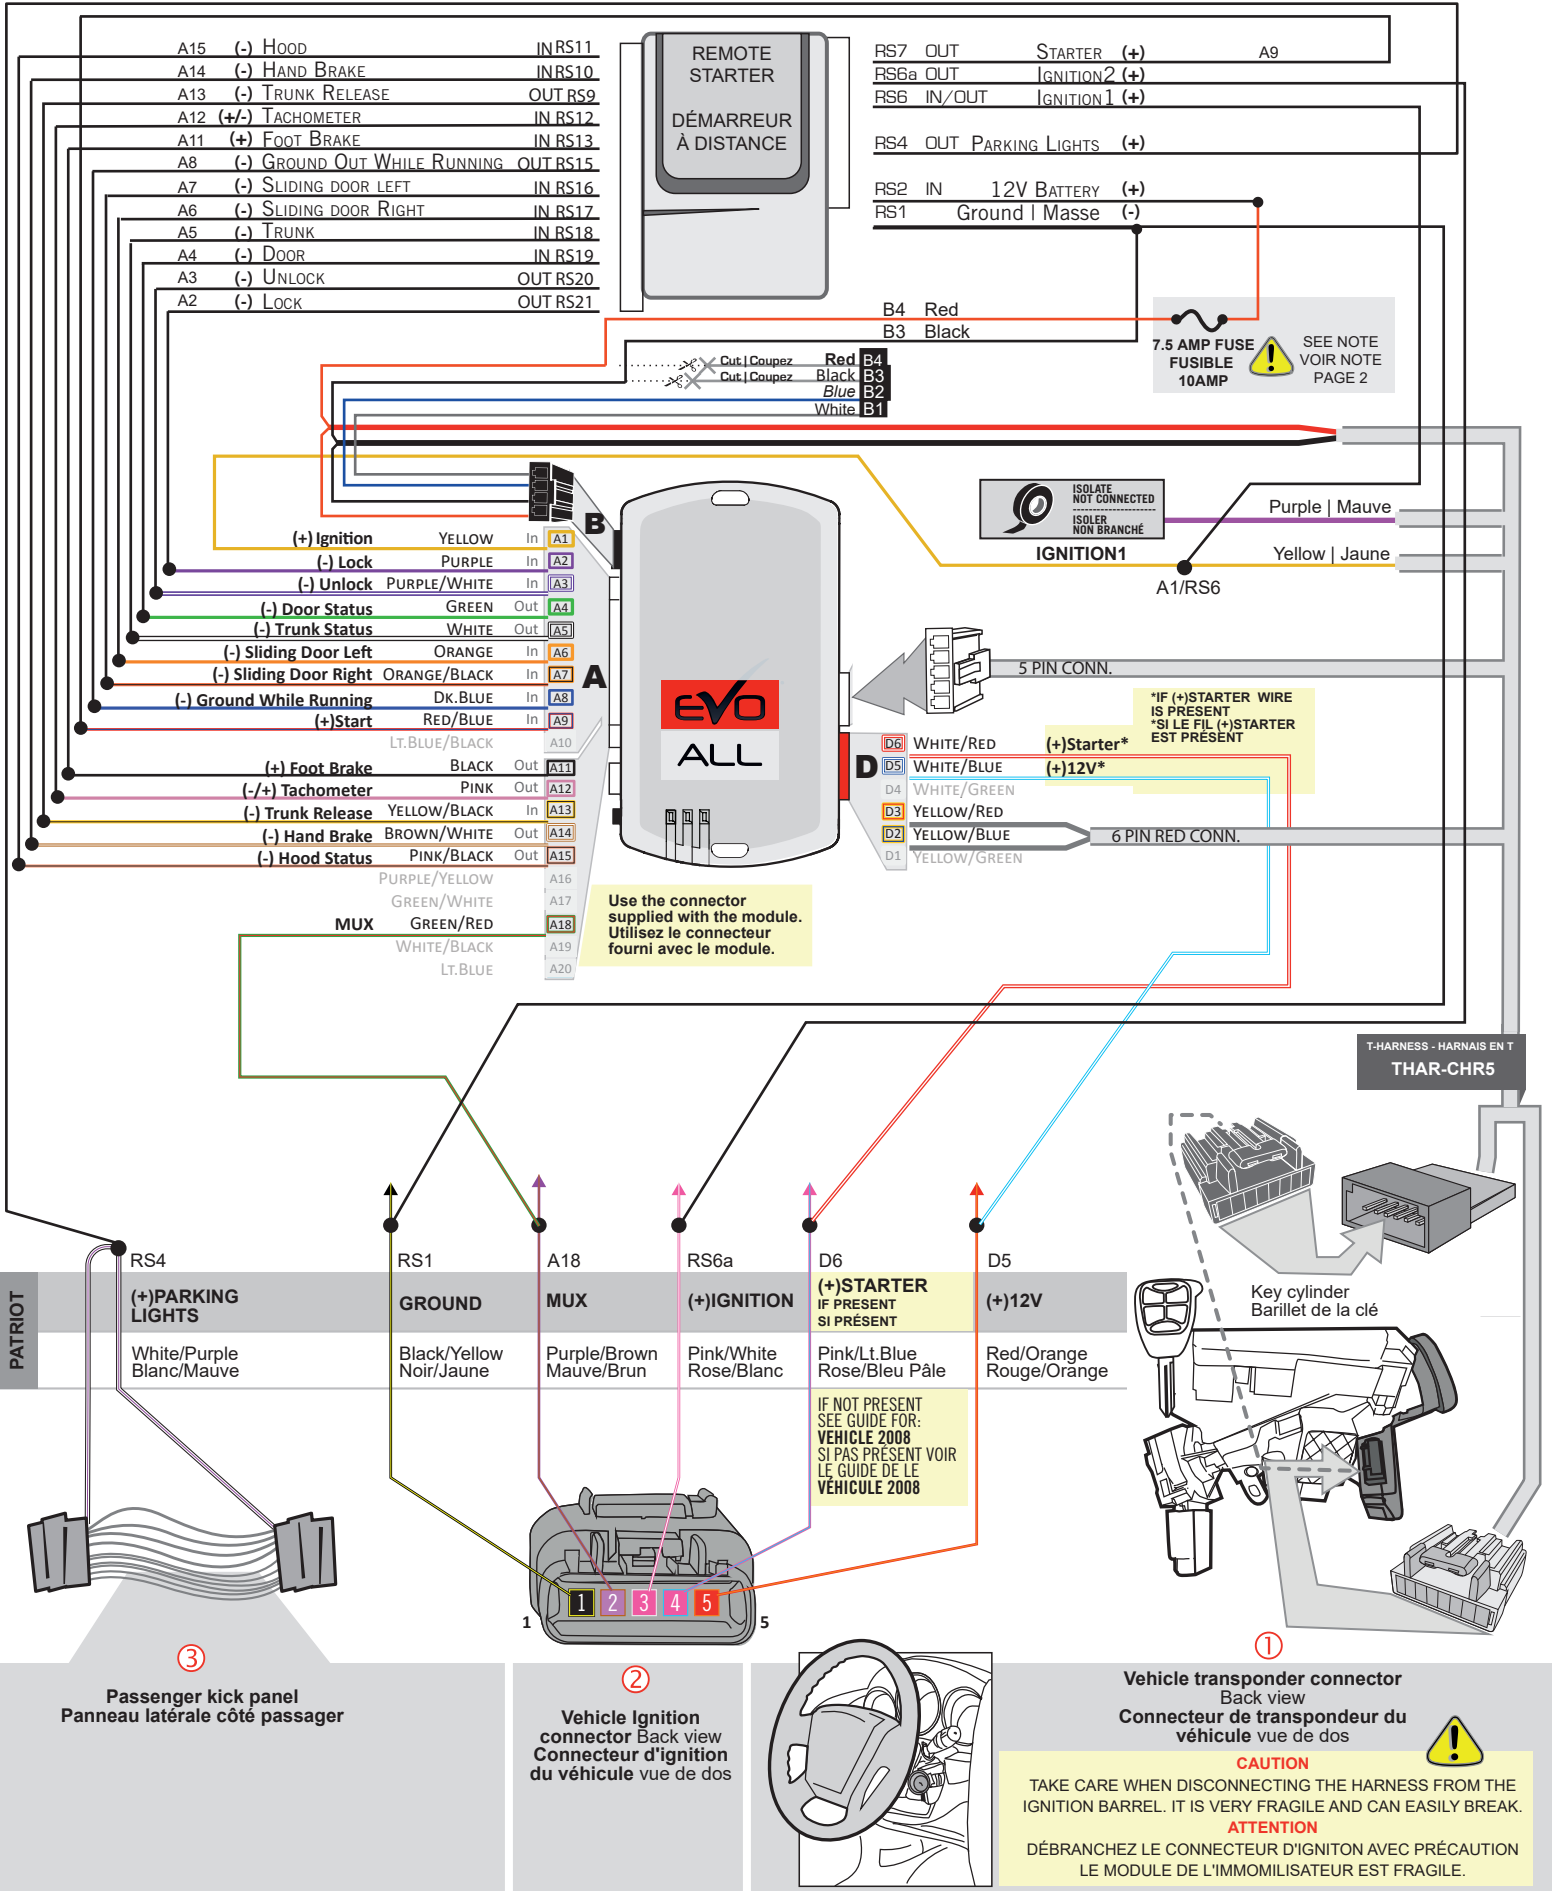 A15 (-) HOOD IN RS11
A14 (-) HAND BRAKE IN RS10
A13 (-) TRUNK RELEASE OUT RS9
A12 (+/-) TACHOMETER IN RS12
A11 (+) FOOT BRAKE IN RS13
A8 (-) GROUND OUT WHILE RUNNING OUT RS15
A7 (-) SLIDING DOOR LEFT IN RS16
A6 (-) SLIDING DOOR RIGHT IN RS17
A5 (-) TRUNK IN RS18
A4 (-) DOOR IN RS19
A3 (-) UNLOCK OUT RS20
A2 (-) LOCK OUT RS21
REMOTE
STARTER
DÉMARREUR
À DISTANCE
RS7 OUT STARTER (+) A9
RS6a OUT IGNITION2 (+)
RS6 IN/OUT IGNITION1 (+)
RS4 OUT PARKING LIGHTS (+)
RS2 IN 12V BATTERY (+)
RS1 Ground | Masse (-)
B4 Red
B3 Black
7.5 AMP FUSE
FUSIBLE
10AMP
SEE NOTE
VOIR NOTE
PAGE 2
Cut | Coupez Red B4
Cut | Coupez Black B3
Blue B2
White B1
ISOLATE
NOT CONNECTED
ISOLER
NON BRANCHÉ
Purple | Mauve
IGNITION1
Yellow | Jaune
A1/RS6
B
A
(+) Ignition YELLOW In A1
(-) Lock PURPLE In A2
(-) Unlock PURPLE/WHITE In A3
(-) Door Status GREEN Out A4
(-) Trunk Status WHITE Out A5
(-) Sliding Door Left ORANGE In A6
(-) Sliding Door Right ORANGE/BLACK In A7
(-) Ground While Running DK.BLUE In A8
(+)Start RED/BLUE In A9
LT.BLUE/BLACK A10
(+) Foot Brake BLACK Out A11
(-/+) Tachometer PINK Out A12
(-) Trunk Release YELLOW/BLACK In A13
(-) Hand Brake BROWN/WHITE Out A14
(-) Hood Status PINK/BLACK Out A15
PURPLE/YELLOW A16
GREEN/WHITE A17
MUX GREEN/RED A18
WHITE/BLACK A19
LT.BLUE A20
EVO
ALL
5 PIN CONN.
*IF (+)STARTER WIRE
IS PRESENT
*SI LE FIL (+)STARTER
EST PRÉSENT
D
D6 WHITE/RED (+)Starter*
D5 WHITE/BLUE (+)12V*
D4 WHITE/GREEN
D3 YELLOW/RED
D2 YELLOW/BLUE
D1 YELLOW/GREEN
6 PIN RED CONN.
Use the connector
supplied with the module.
Utilisez le connecteur
fourni avec le module.
T-HARNESS - HARNAIS EN T
THAR-CHR5
Key cylinder
Barillet de la clé
PATRIOT
RS4 RS1 A18 RS6a D6 D5
(+)PARKING
LIGHTS
GROUND
MUX
(+)IGNITION
(+)STARTER
IF PRESENT
SI PRÉSENT
(+)12V
White/Purple
Blanc/Mauve
Black/Yellow
Noir/Jaune
Purple/Brown
Mauve/Brun
Pink/White
Rose/Blanc
Pink/Lt.Blue
Rose/Bleu Pâle
Red/Orange
Rouge/Orange
IF NOT PRESENT
SEE GUIDE FOR:
VEHICLE 2008
SI PAS PRÉSENT VOIR
LE GUIDE DE LE
VÉHICULE 2008
1 2 3 4 5
1 5
3
Passenger kick panel
Panneau latérale côté passager
2
Vehicle Ignition
connector Back view
Connecteur d'ignition
du véhicule vue de dos
1
Vehicle transponder connector
Back view
Connecteur de transpondeur du
véhicule vue de dos
CAUTION
TAKE CARE WHEN DISCONNECTING THE HARNESS FROM THE
IGNITION BARREL. IT IS VERY FRAGILE AND CAN EASILY BREAK.
ATTENTION
DÉBRANCHEZ LE CONNECTEUR D'IGNITON AVEC PRÉCAUTION
LE MODULE DE L'IMMOMILISATEUR EST FRAGILE.